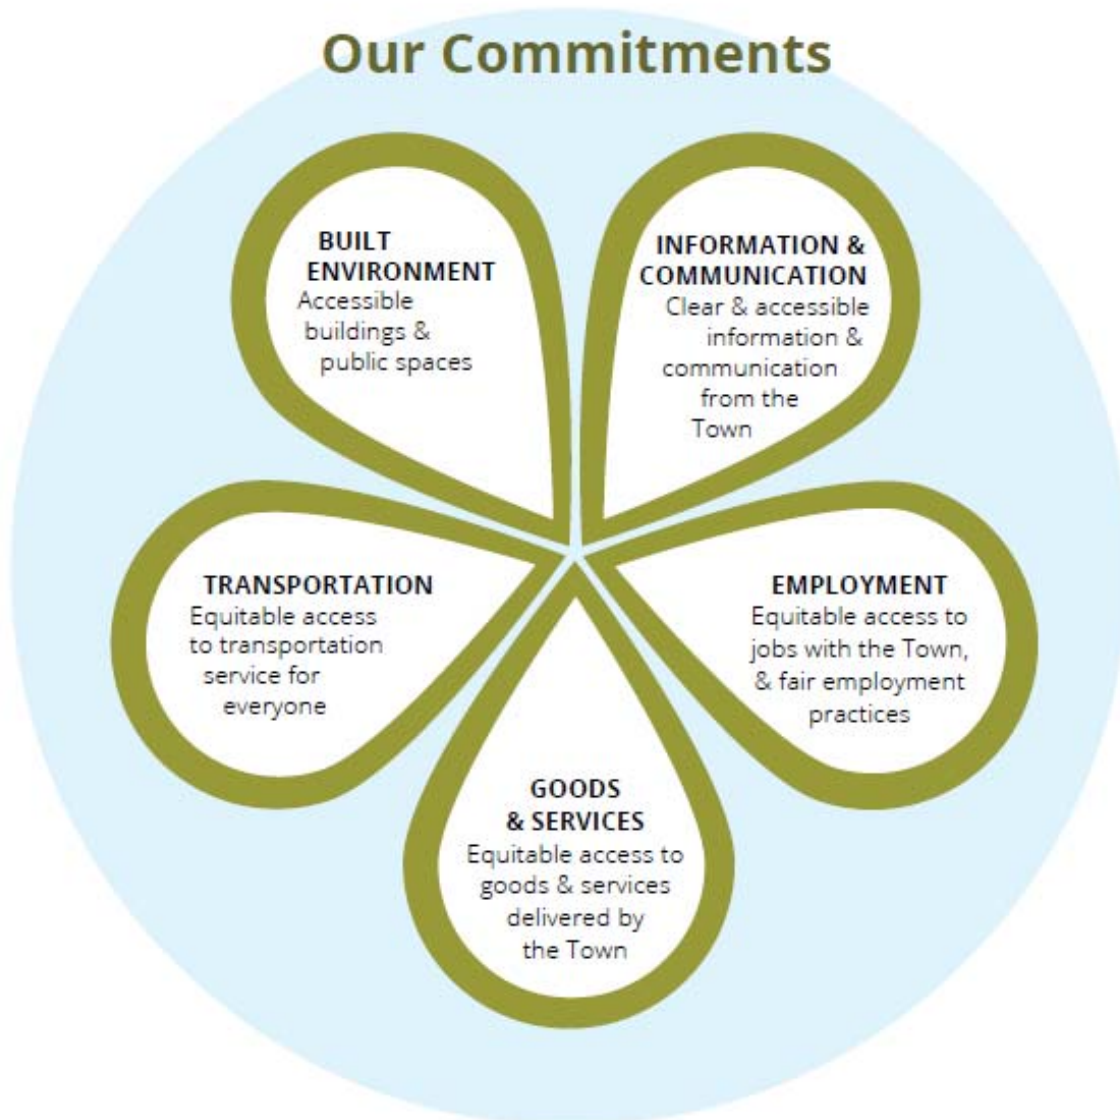 Our Commitments
BUILT
ENVIRONMENT
Accessible
buildings &
public spaces
INFORMATION &
COMMUNICATION
Clear & accessible
information &
communication
from the
Town
TRANSPORTATION
Equitable access
to transportation
service for
everyone
EMPLOYMENT
Equitable access to
jobs with the Town,
& fair employment
practices
GOODS
& SERVICES
Equitable access to
goods & services
delivered by
the Town